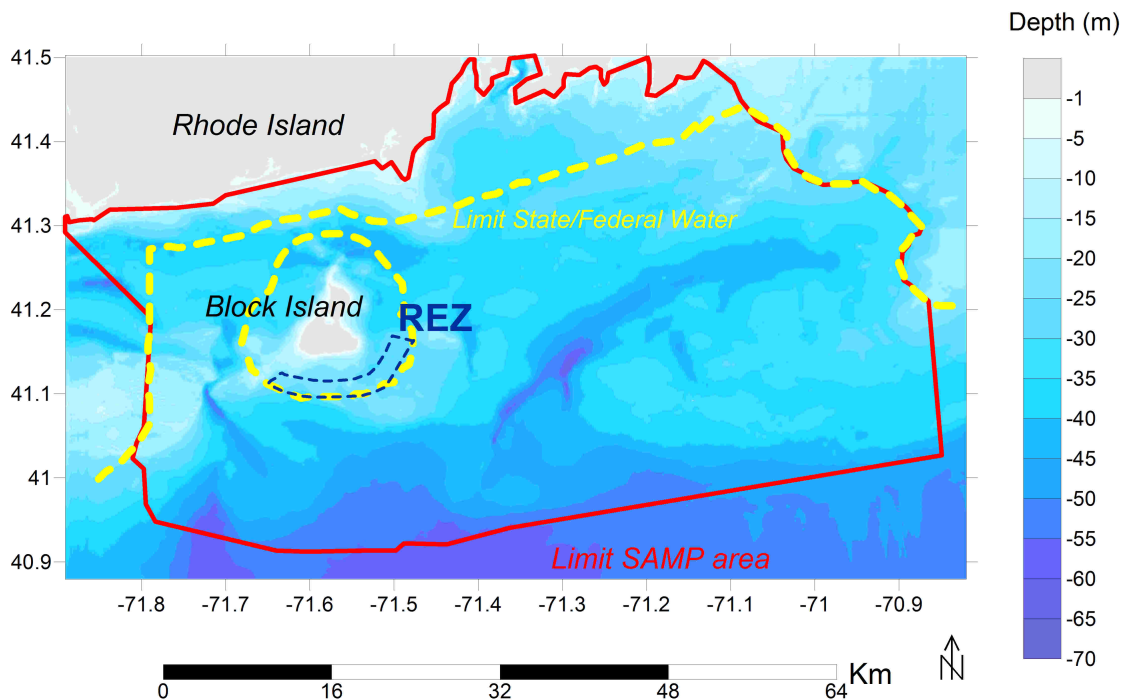 Depth (m)
41.5
41.4
41.3
41.2
41.1
41
40.9
Rhode Island
Limit State/Federal Water
Block Island
REZ
Limit SAMP area
-71.8 -71.7 -71.6 -71.5 -71.4 -71.3 -71.2 -71.1 -71 -70.9
-1
-5
-10
-15
-20
-25
-30
-35
-40
-45
-50
-55
-60
-65
-70
0 16 32 48 64 Km
N